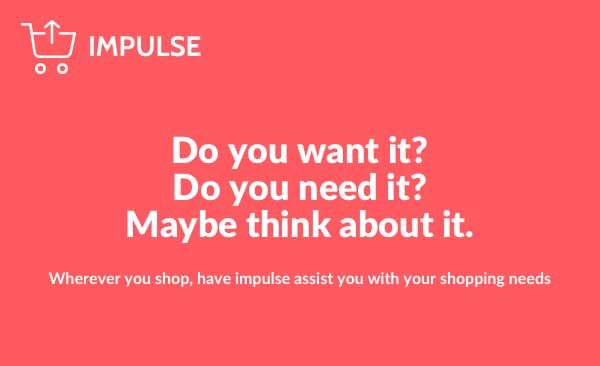 IMPULSE
Do you want it?
Do you need it?
Maybe think about it.
Wherever you shop, have impulse assist you with your shopping needs